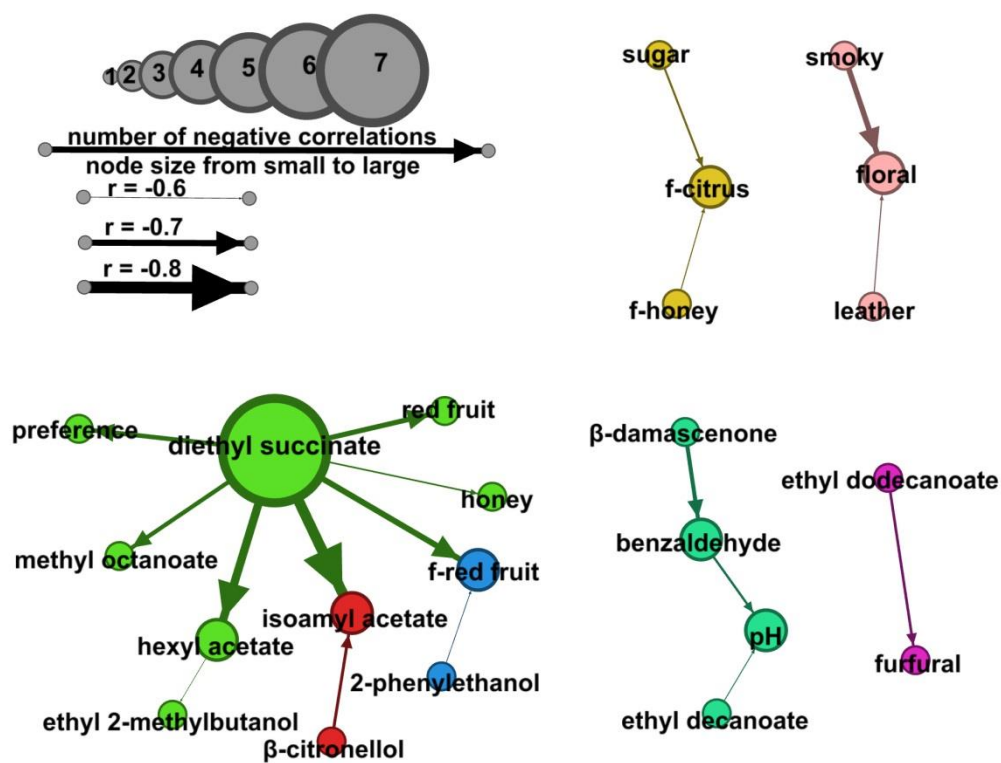 1 2 3 4 5 6 7
number of negative correlations
node size from small to large
r = -0.6
r = -0.7
r = -0.8
sugar
f-citrus
f-honey
smoky
floral
leather
preference
diethyl succinate
red fruit
honey
methyl octanoate
f-red fruit
isoamyl acetate
hexyl acetate
2-phenylethanol
ethyl 2-methylbutanol
β-citronellol
β-damascenone
benzaldehyde
pH
ethyl decanoate
ethyl dodecanoate
furfural